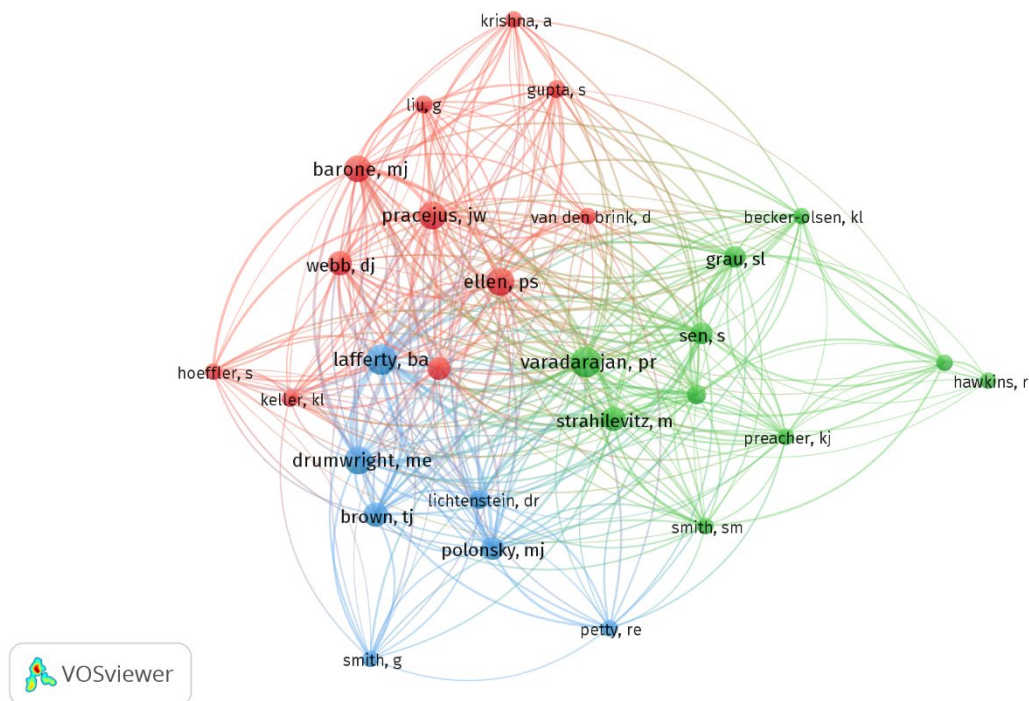 krishna, a
gupta, s
liu, g
barone, mj
pracejus, jw
van den brink, d
becker-olsen, kl
webb, dj
grau, sl
ellen, ps
sen, s
lafferty, ba
varadarajan, pr
hoeffler, s
hawkins, r
keller, kl
strahilevitz, m
preacher, kj
drumwright, me
lichtenstein, dr
brown, tj
smith, sm
polonsky, mj
petty, re
smith, g
VOSviewer